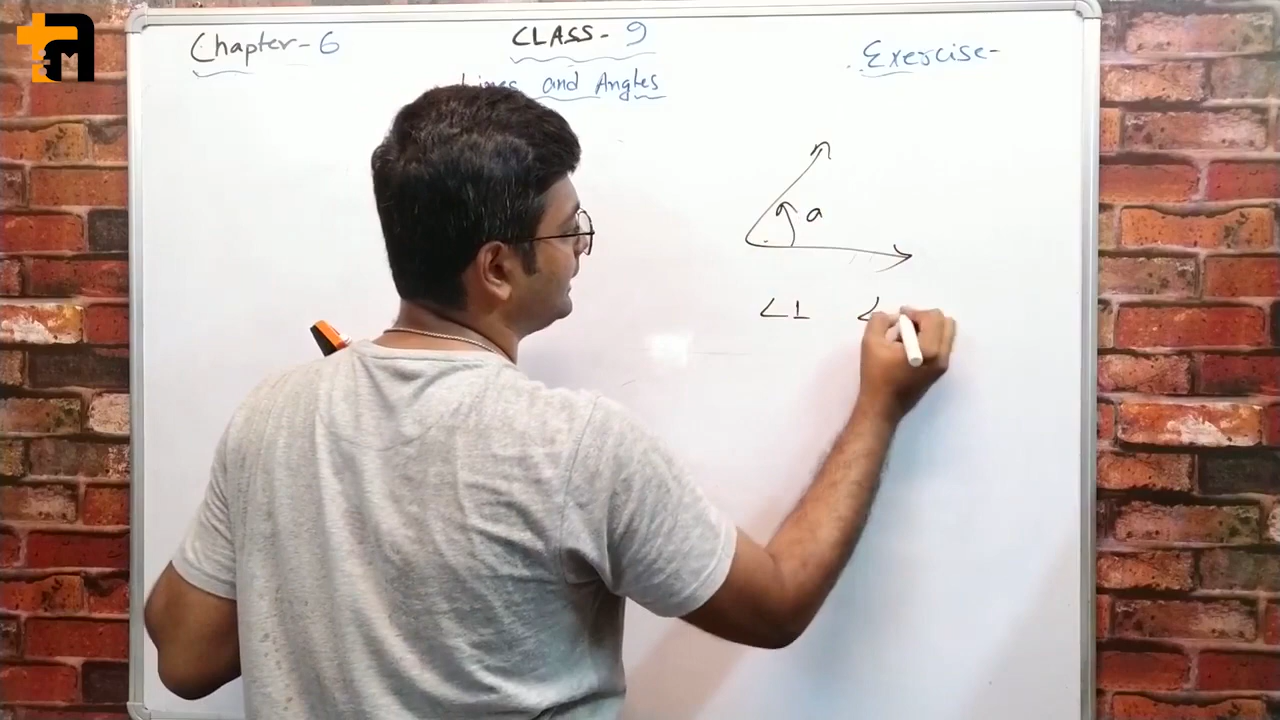 Chapter-6
CLASS-9
Exercise-
Lines and Angles
a
∠1 ∠